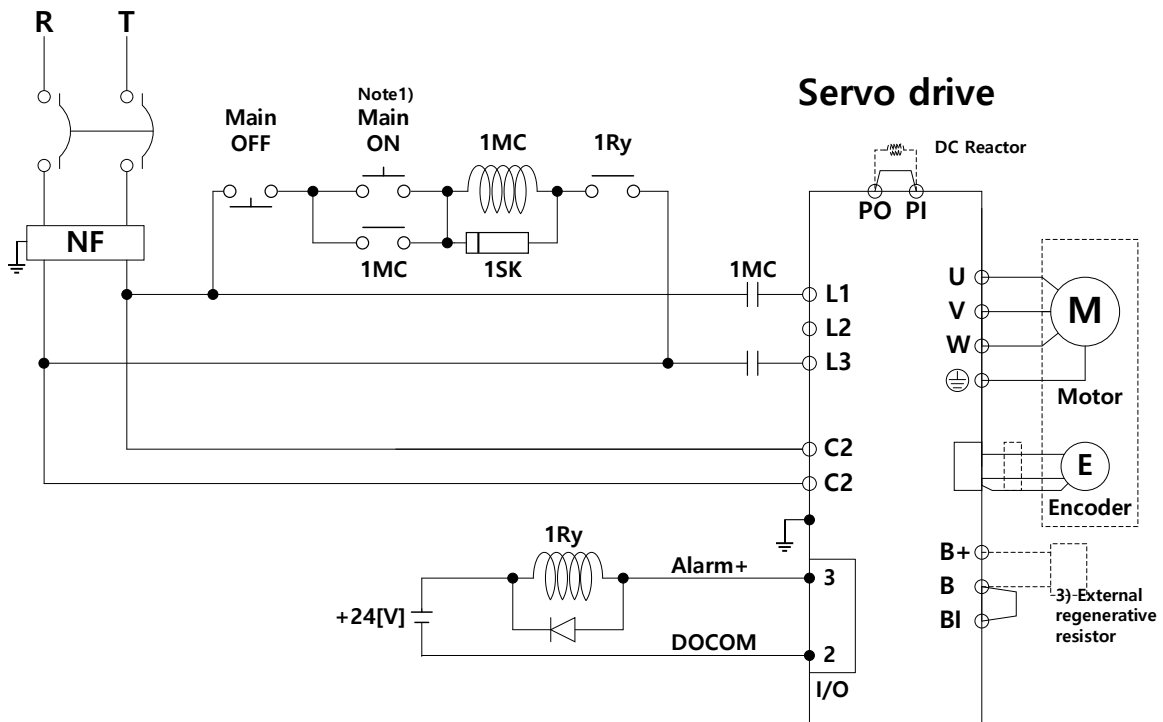 R
T
Servo drive
Note1)
Main
OFF
Main
ON
1MC
1Ry
DC Reactor
PO
PI
NF
1MC
1SK
1MC
L1
L2
L3
U
V
W
M
Motor
C2
C2
E
Encoder
1Ry
Alarm+
3
+24[V]
DOCOM
2
I/O
B+
B
BI
3) External
regenerative
resistor